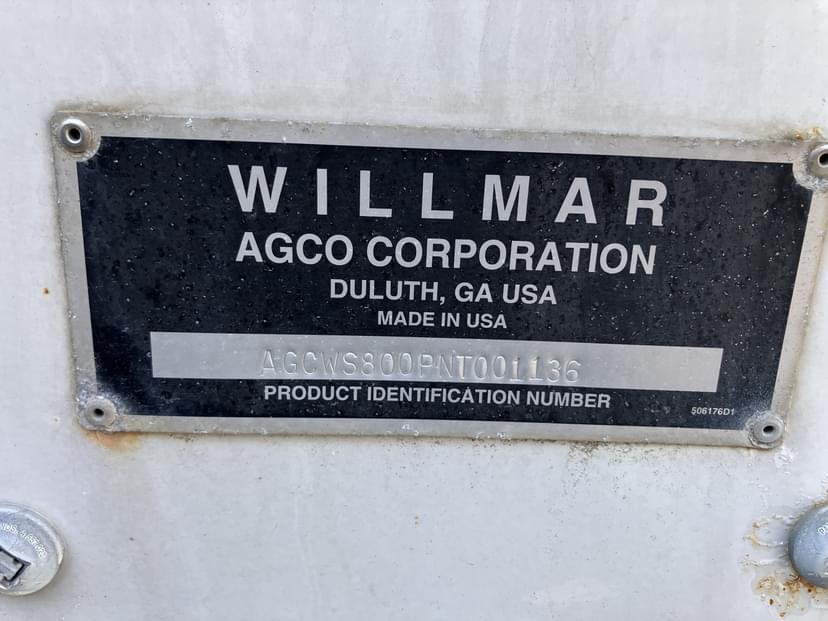 WILLMAR
AGCO CORPORATION
DULUTH, GA USA
MADE IN USA
AGCWS800PNT001136
PRODUCT IDENTIFICATION NUMBER
506176D1